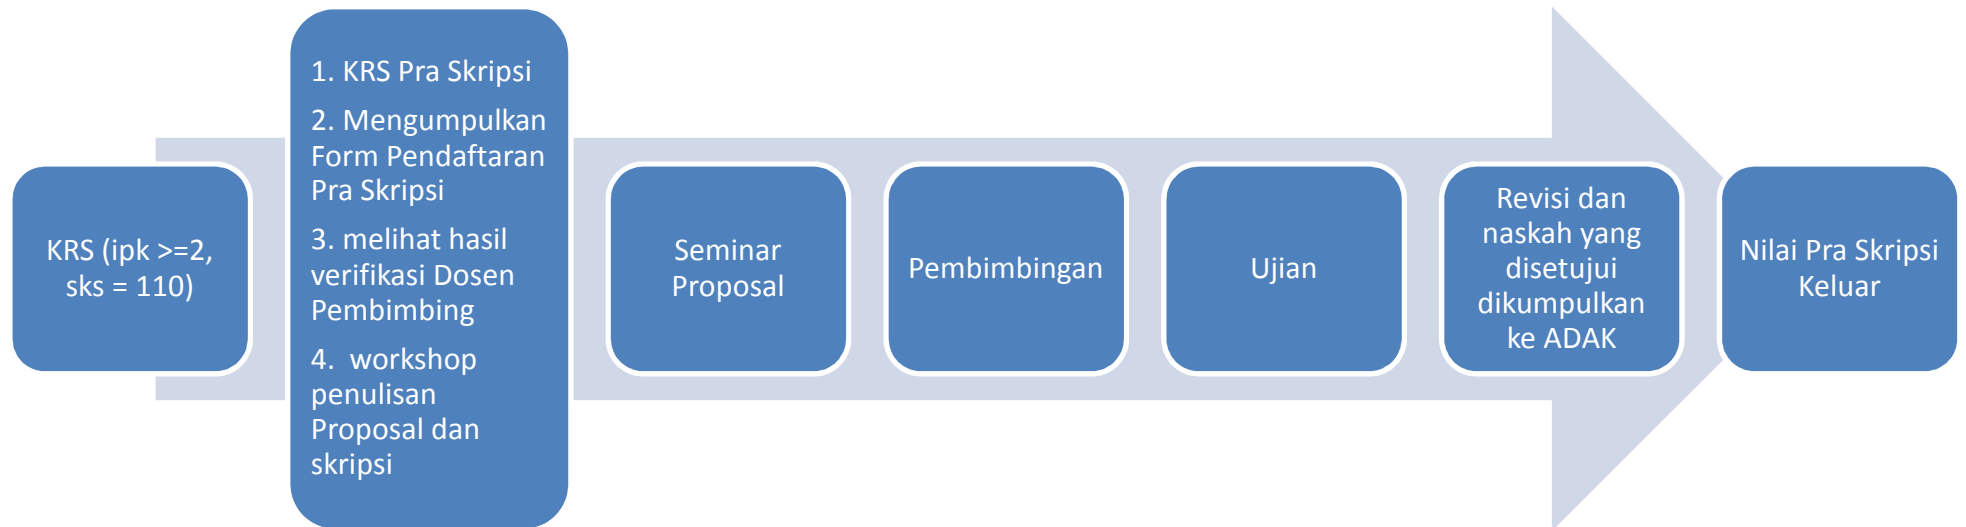 KRS (ipk >=2,
sks = 110)
1. KRS Pra Skripsi
2. Mengumpulkan
Form Pendaftaran
Pra Skripsi
3. melihat hasil
verifikasi Dosen
Pembimbing
4. workshop
penulisan
Proposal dan
skripsi
Seminar
Proposal
Pembimbingan
Ujian
Revisi dan
naskah yang
disetujui
dikumpulkan
ke ADAK
Nilai Pra Skripsi
Keluar